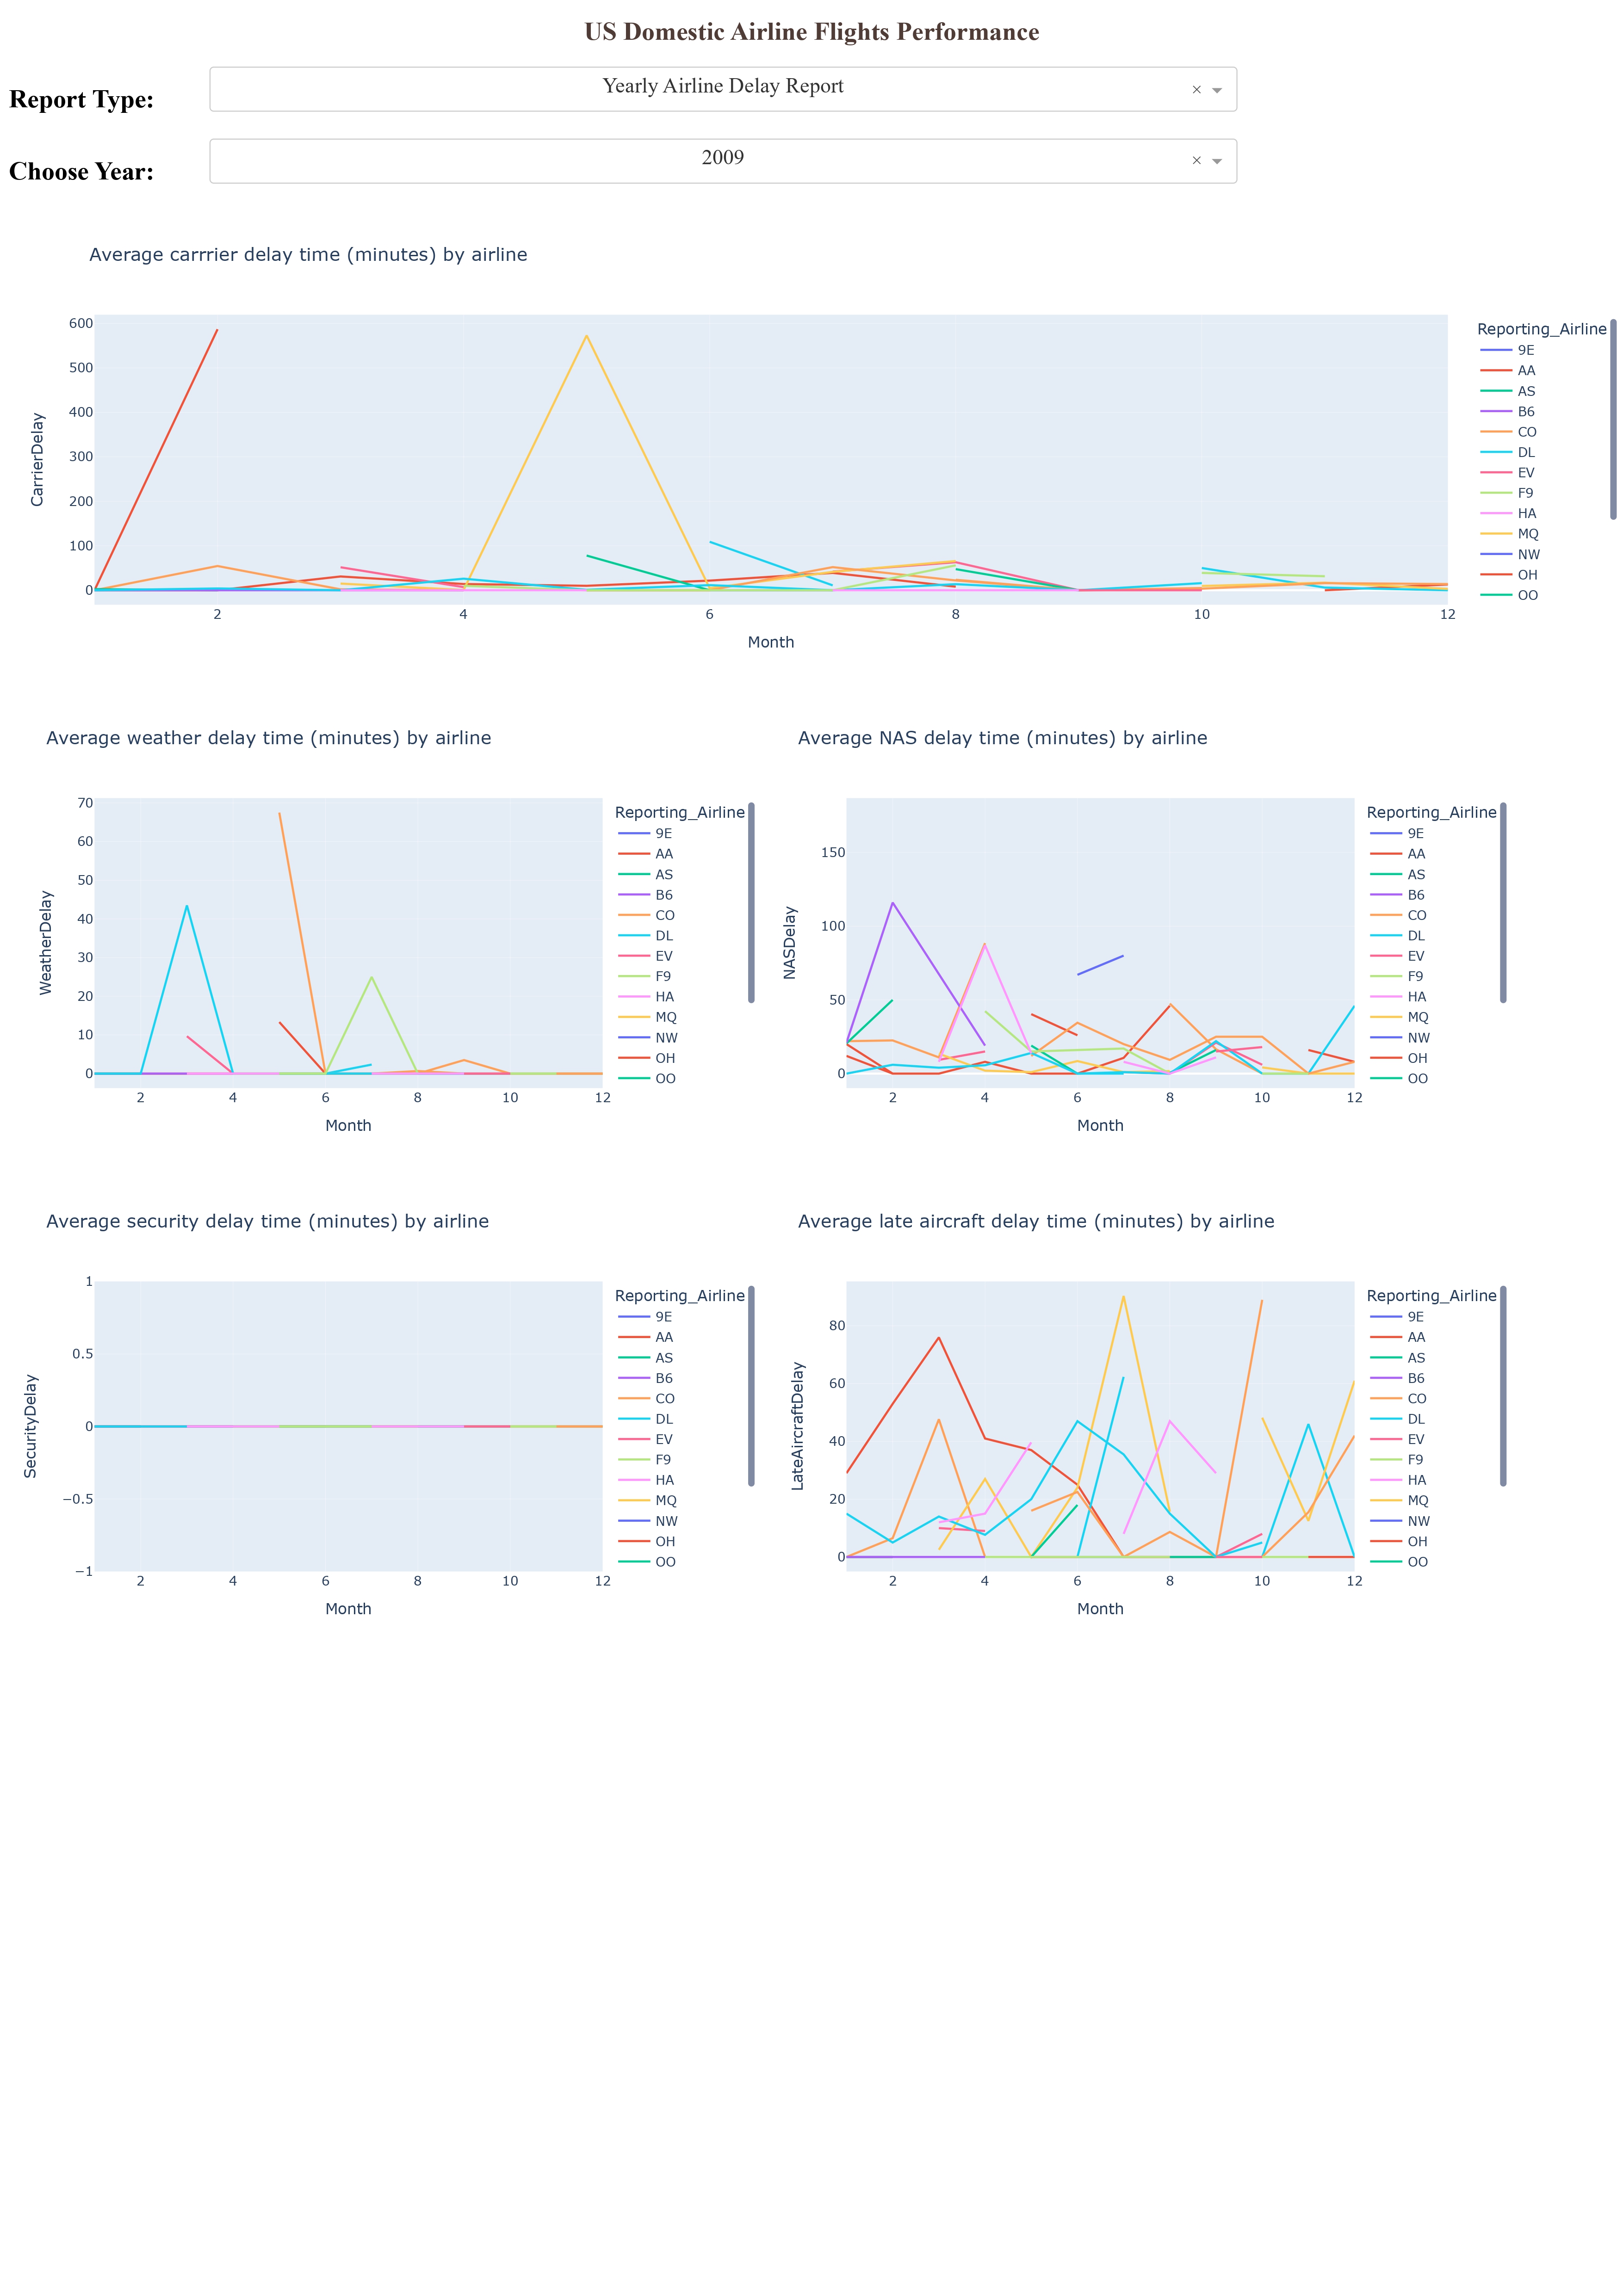 US Domestic Airline Flights Performance
Report Type:
Yearly Airline Delay Report
×
Choose Year:
2009
×
Average carrrier delay time (minutes) by airline
600
500
400
300
200
100
0
CarrierDelay
2
4
6
8
10
12
Month
Reporting_Airline
9E
AA
AS
B6
CO
DL
EV
F9
HA
MQ
NW
OH
OO
Average weather delay time (minutes) by airline
70
60
50
40
30
20
10
0
WeatherDelay
2
4
6
8
10
12
Month
Reporting_Airline
9E
AA
AS
B6
CO
DL
EV
F9
HA
MQ
NW
OH
OO
Average NAS delay time (minutes) by airline
150
100
50
0
NASDelay
2
4
6
8
10
12
Month
Reporting_Airline
9E
AA
AS
B6
CO
DL
EV
F9
HA
MQ
NW
OH
OO
Average security delay time (minutes) by airline
1
0.5
0
−0.5
−1
SecurityDelay
2
4
6
8
10
12
Month
Reporting_Airline
9E
AA
AS
B6
CO
DL
EV
F9
HA
MQ
NW
OH
OO
Average late aircraft delay time (minutes) by airline
80
60
40
20
0
LateAircraftDelay
2
4
6
8
10
12
Month
Reporting_Airline
9E
AA
AS
B6
CO
DL
EV
F9
HA
MQ
NW
OH
OO